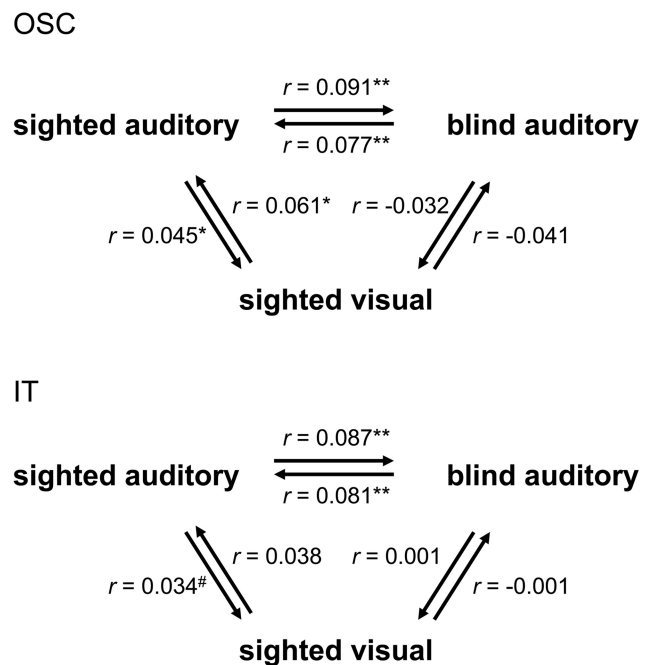 OSC
r = 0.091**
sighted auditory blind auditory
r = 0.077**
r = 0.061* r = -0.032
r = 0.045* r = -0.041
sighted visual
IT
r = 0.087**
sighted auditory blind auditory
r = 0.081**
r = 0.038 r = 0.001
r = 0.034# r = -0.001
sighted visual